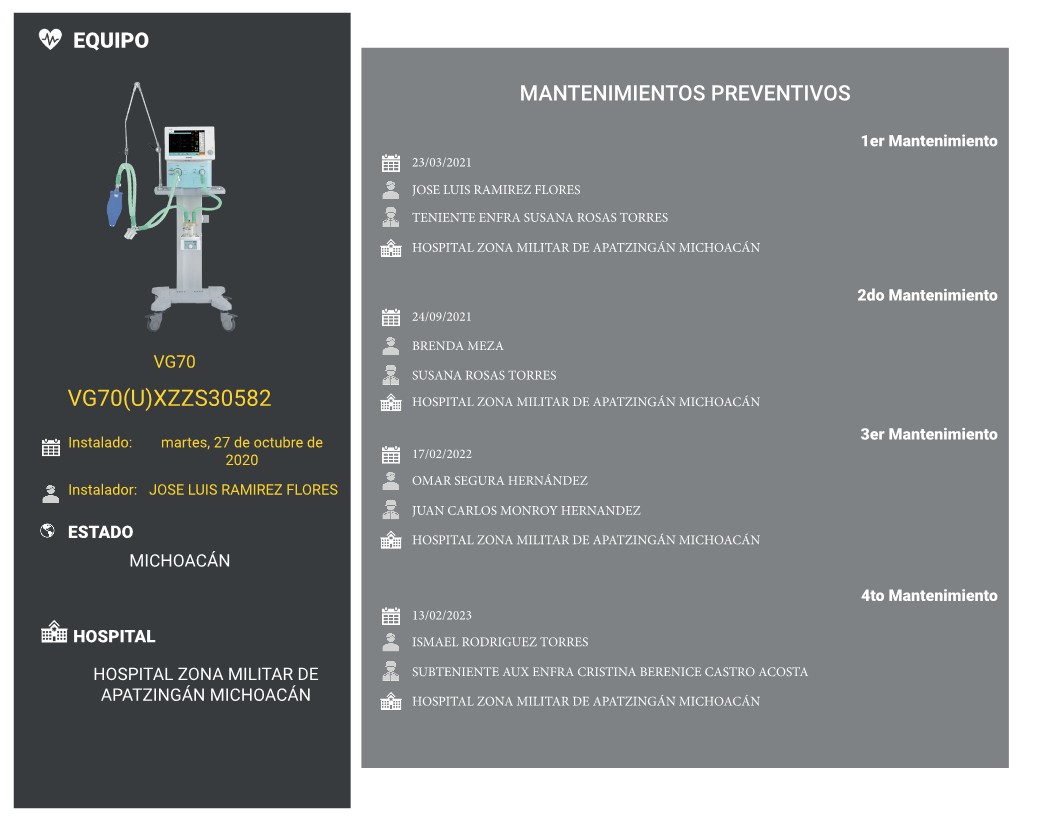 EQUIPO
VG70
VG70(U)XZZS30582
Instalado: martes, 27 de octubre de
2020
Instalador: JOSE LUIS RAMIREZ FLORES
ESTADO
MICHOACÁN
HOSPITAL
HOSPITAL ZONA MILITAR DE
APATZINGÁN MICHOACÁN
MANTENIMIENTOS PREVENTIVOS
1er Mantenimiento
23/03/2021
JOSE LUIS RAMIREZ FLORES
TENIENTE ENFRA SUSANA ROSAS TORRES
HOSPITAL ZONA MILITAR DE APATZINGÁN MICHOACÁN
2do Mantenimiento
24/09/2021
BRENDA MEZA
SUSANA ROSAS TORRES
HOSPITAL ZONA MILITAR DE APATZINGÁN MICHOACÁN
3er Mantenimiento
17/02/2022
OMAR SEGURA HERNÁNDEZ
JUAN CARLOS MONROY HERNANDEZ
HOSPITAL ZONA MILITAR DE APATZINGÁN MICHOACÁN
4to Mantenimiento
13/02/2023
ISMAEL RODRIGUEZ TORRES
SUBTENIENTE AUX ENFRA CRISTINA BERENICE CASTRO ACOSTA
HOSPITAL ZONA MILITAR DE APATZINGÁN MICHOACÁN